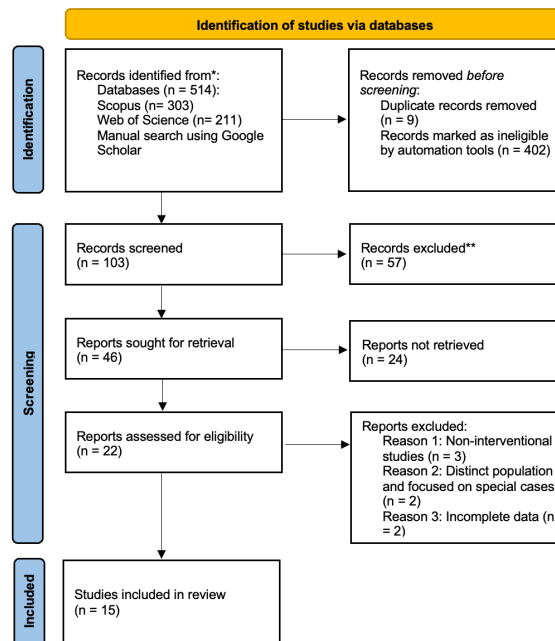 Identification of studies via databases
Identification
Records identified from*:
Databases (n = 514):
Scopus (n= 303)
Web of Science (n= 211)
Manual search using Google
Scholar
Records removed before
screening:
Duplicate records removed
(n = 9)
Records marked as ineligible
by automation tools (n = 402)
Screening
Records screened
(n = 103)
Records excluded**
(n = 57)
Reports sought for retrieval
(n = 46)
Reports not retrieved
(n = 24)
Reports assessed for eligibility
(n = 22)
Reports excluded:
Reason 1: Non-interventional
studies (n = 3)
Reason 2: Distinct population
and focused on special cases
(n = 2)
Reason 3: Incomplete data (n
= 2)
Included
Studies included in review
(n = 15)